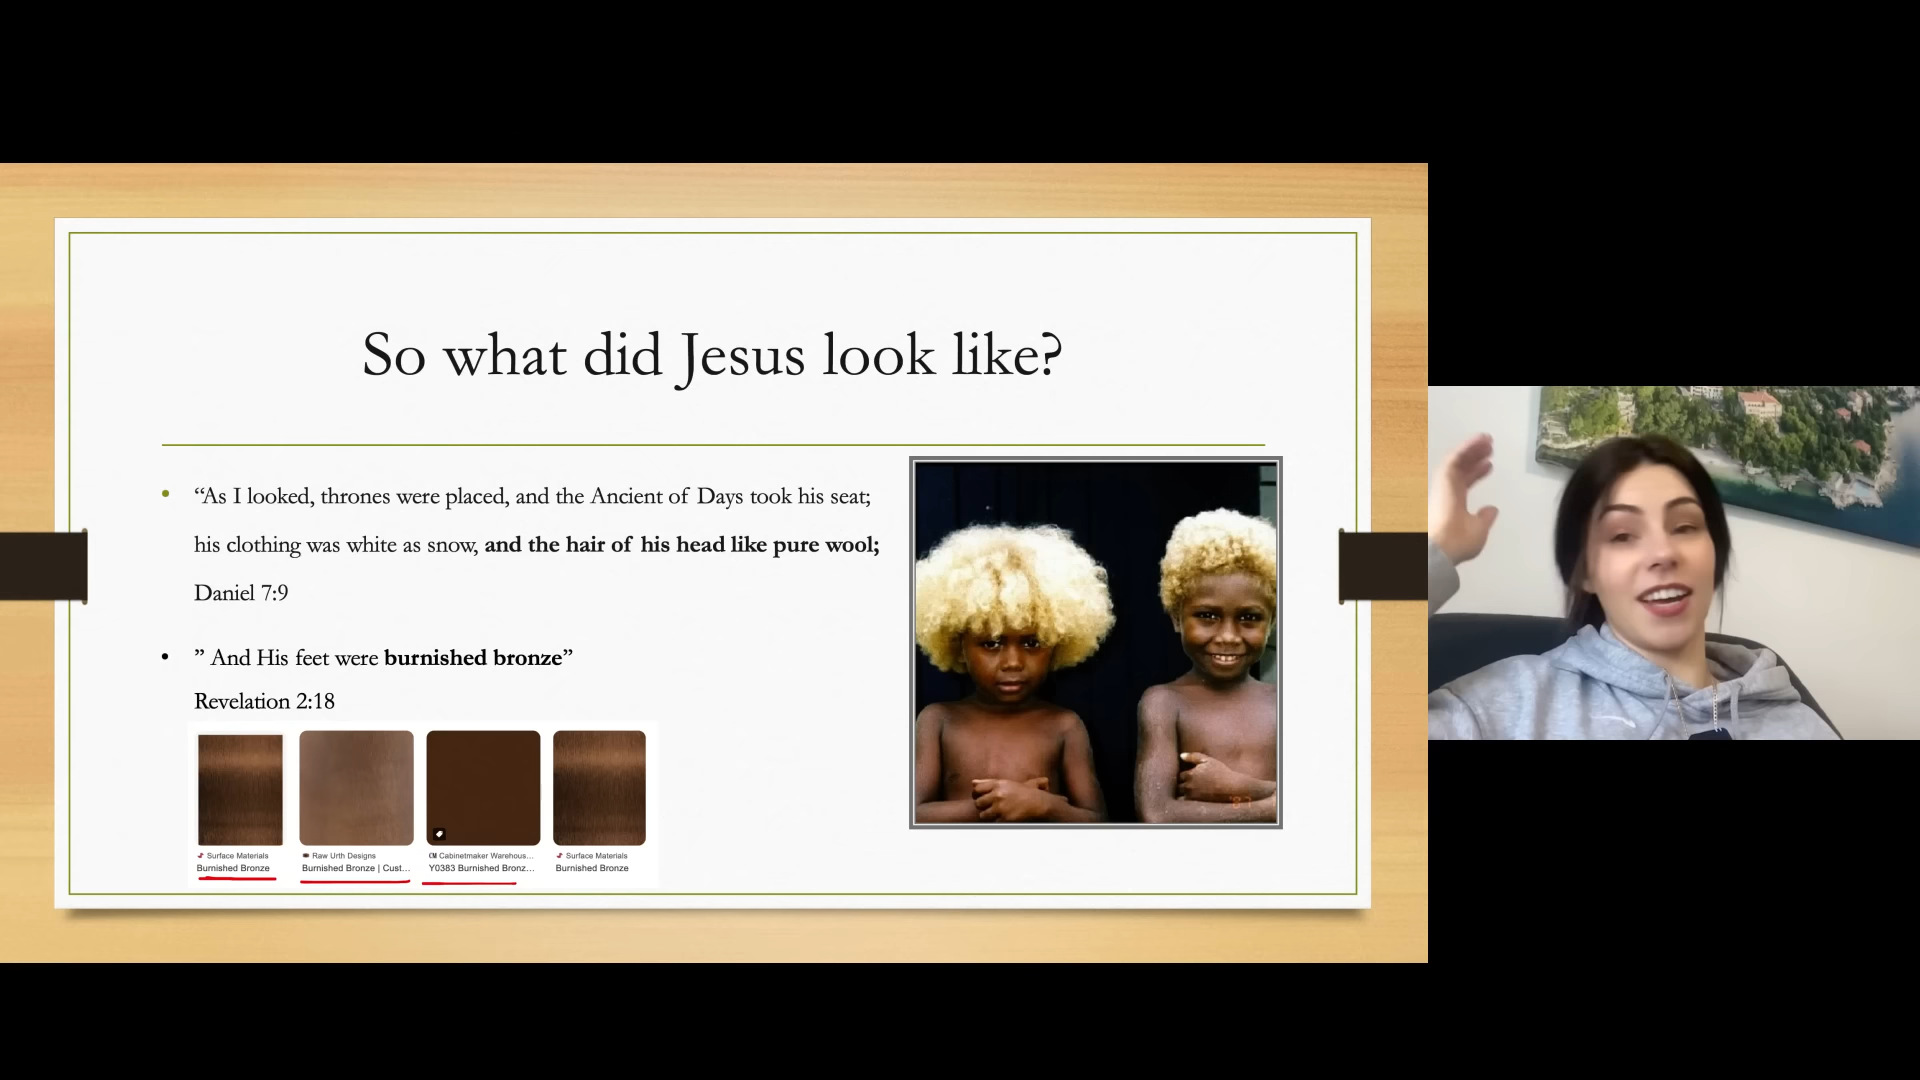 So what did Jesus look like?
“As I looked, thrones were placed, and the Ancient of Days took his seat;
his clothing was white as snow, and the hair of his head like pure wool;
Daniel 7:9
” And His feet were burnished bronze”
Revelation 2:18
Surface Materials
Burnished Bronze
Raw Urth Designs
Burnished Bronze | Cust...
CM Cabinetmaker Warehous...
Y0383 Burnished Bronz...
Surface Materials
Burnished Bronze